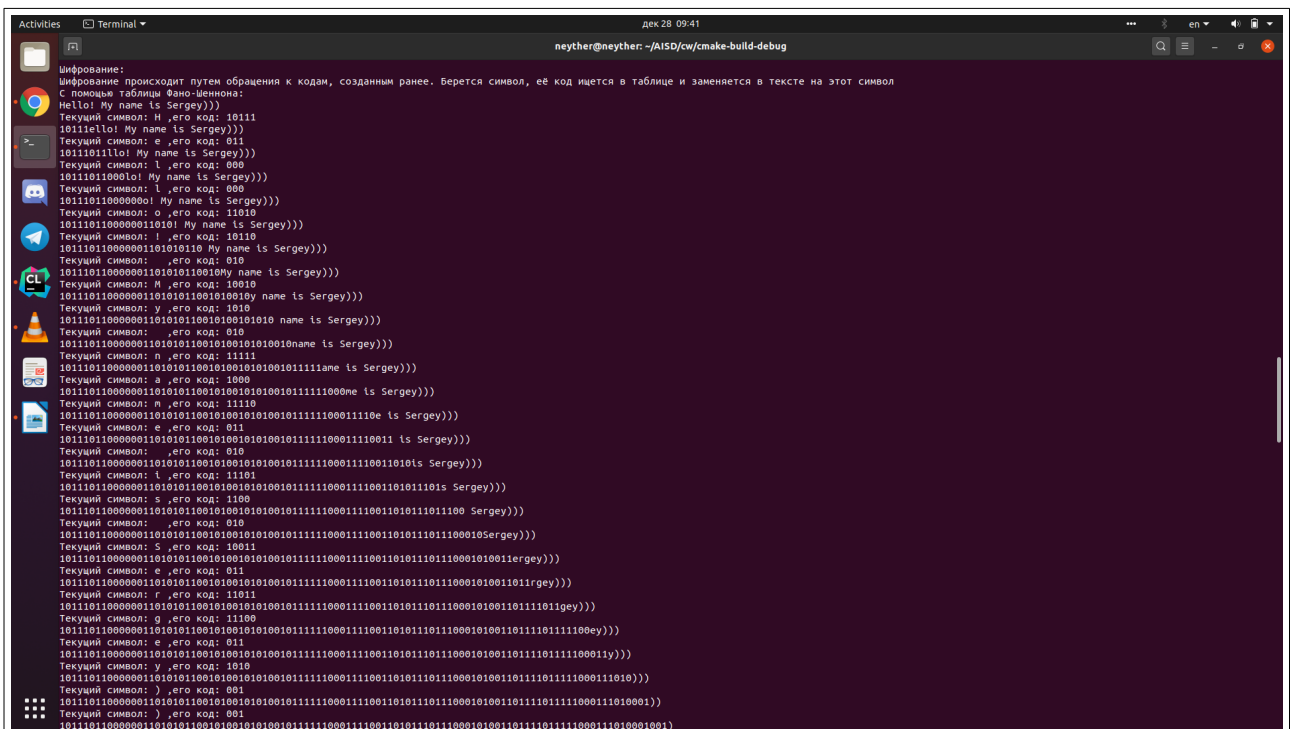 Activities
Terminal
дек 28 09:41
en
neyther@neyther: ~/AISD/cw/cmake-build-debug
Шифрование:
Шифрование происходит путем обращения к кодам, созданным ранее. Берется символ, её код ищется в таблице и заменяется в тексте на этот символ
С помощью таблицы Фано-Шеннона:
Hello! My name is Sergey)))
Текущий символ: H ,его код: 10111
10111ello! My name is Sergey)))
Текущий символ: e ,его код: 011
10111011llo! My name is Sergey)))
Текущий символ: l ,его код: 000
10111011000lo! My name is Sergey)))
Текущий символ: l ,его код: 000
10111011000000o! My name is Sergey)))
Текущий символ: o ,его код: 11010
1011101100000011010! My name is Sergey)))
Текущий символ: ! ,его код: 10110
101110110000001101010110 My name is Sergey)))
Текущий символ:   ,его код: 010
101110110000001101010110010My name is Sergey)))
Текущий символ: M ,его код: 10010
10111011000000110101011001010010y name is Sergey)))
Текущий символ: y ,его код: 1010
101110110000001101010110010100101010 name is Sergey)))
Текущий символ:   ,его код: 010
101110110000001101010110010100101010010name is Sergey)))
Текущий символ: n ,его код: 11111
10111011000000110101011001010010101001011111ame is Sergey)))
Текущий символ: a ,его код: 1000
101110110000001101010110010100101010010111111000me is Sergey)))
Текущий символ: m ,его код: 11110
10111011000000110101011001010010101001011111100011110e is Sergey)))
Текущий символ: e ,его код: 011
10111011000000110101011001010010101001011111100011110011 is Sergey)))
Текущий символ:   ,его код: 010
10111011000000110101011001010010101001011111100011110011010is Sergey)))
Текущий символ: i ,его код: 11101
1011101100000011010101100101001010100101111110001111001101011101s Sergey)))
Текущий символ: s ,его код: 1100
10111011000000110101011001010010101001011111100011110011010111011100 Sergey)))
Текущий символ:   ,его код: 010
10111011000000110101011001010010101001011111100011110011010111011100010Sergey)))
Текущий символ: S ,его код: 10011
1011101100000011010101100101001010100101111110001111001101011101110001010011ergey)))
Текущий символ: e ,его код: 011
1011101100000011010101100101001010100101111110001111001101011101110001010011011rgey)))
Текущий символ: r ,его код: 11011
101110110000001101010110010100101010010111111000111100110101110111000101001101111011gey)))
Текущий символ: g ,его код: 11100
10111011000000110101011001010010101001011111100011110011010111011100010100110111101111100ey)))
Текущий символ: e ,его код: 011
10111011000000110101011001010010101001011111100011110011010111011100010100110111101111100011y)))
Текущий символ: y ,его код: 1010
101110110000001101010110010100101010010111111000111100110101110111000101001101111011111000111010)))
Текущий символ: ) ,его код: 001
101110110000001101010110010100101010010111111000111100110101110111000101001101111011111000111010001))
Текущий символ: ) ,его код: 001
101110110000001101010110010100101010010111111000111100110101110111000101001101111011111000111010001001)